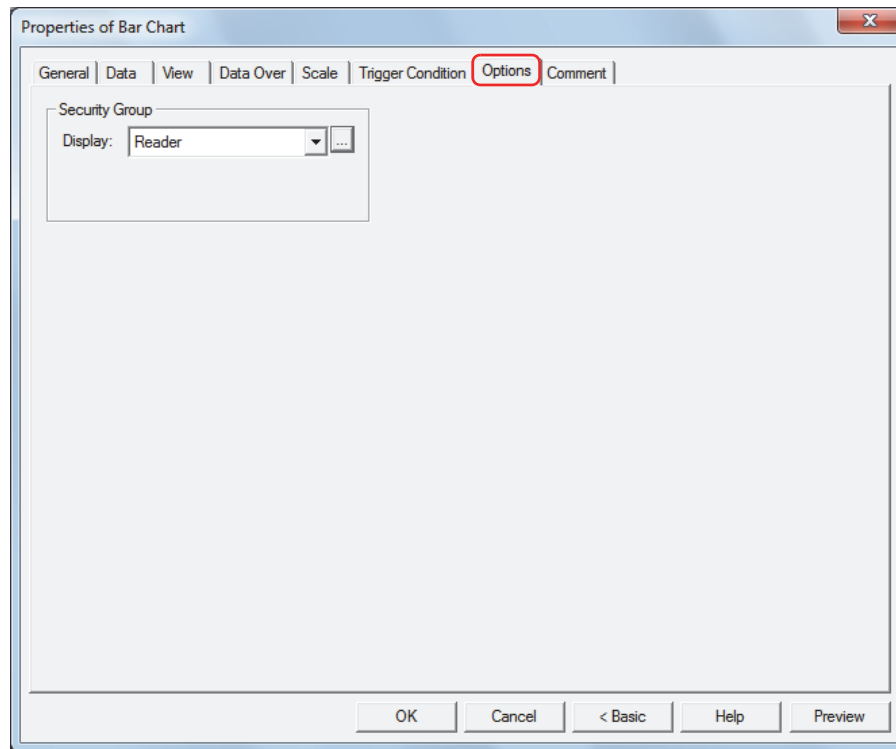 Properties of Bar Chart
General Data View Data Over Scale Trigger Condition Options Comment
Security Group
Display: Reader ...
OK Cancel < Basic Help Preview